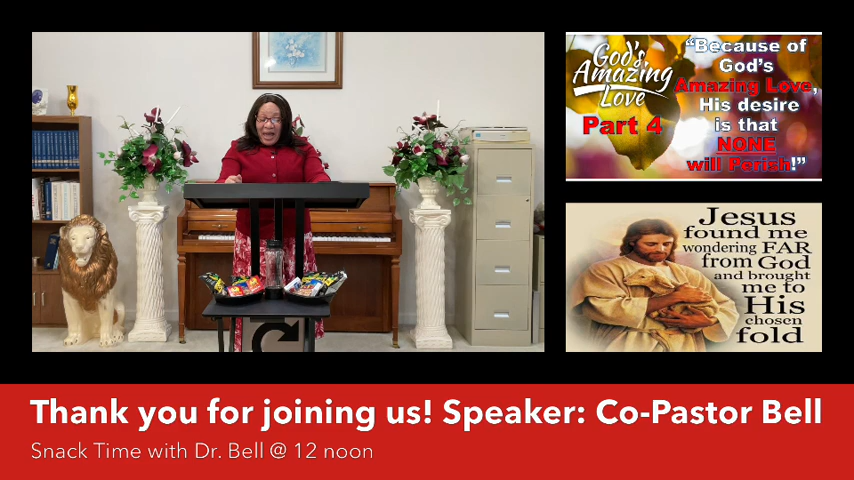 God's
Amazing
Love
Part 4
“Because of
God's
Amazing Love,
His desire
is that
NONE
will Perish!”
Jesus
found me
wondering FAR
from God
and brought
me to
His
chosen
fold
Thank you for joining us! Speaker: Co-Pastor Bell
Snack Time with Dr. Bell @ 12 noon